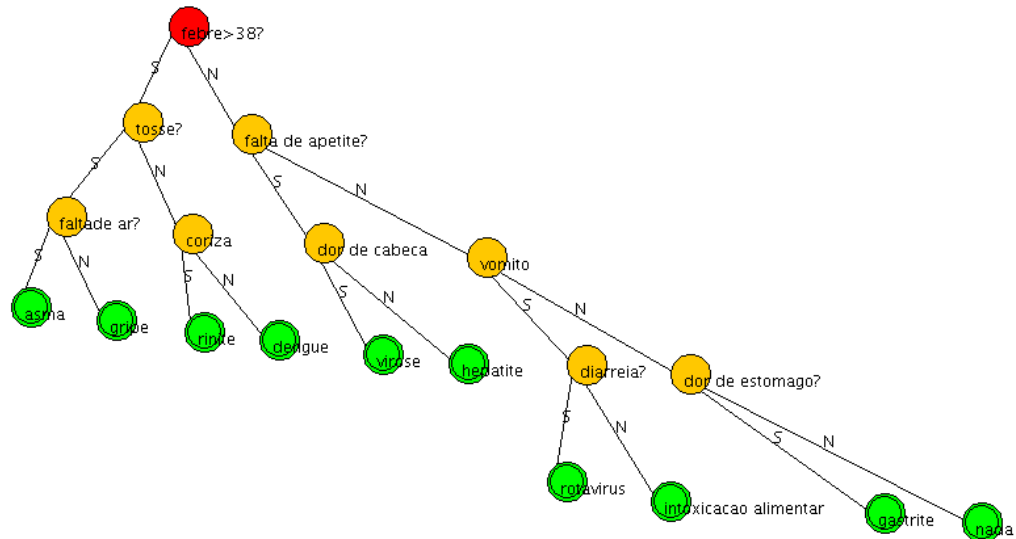 febre>38?
S
N
tosse?
falta de apetite?
S
N
S
N
faltade ar?
coriza
dor de cabeca
vomito
S
N
S
N
S
N
S
N
asma
gripe
rinite
dengue
virose
hepatite
diarreia?
dor de estomago?
S
N
S
N
rotavirus
intoxicacao alimentar
gastrite
nada